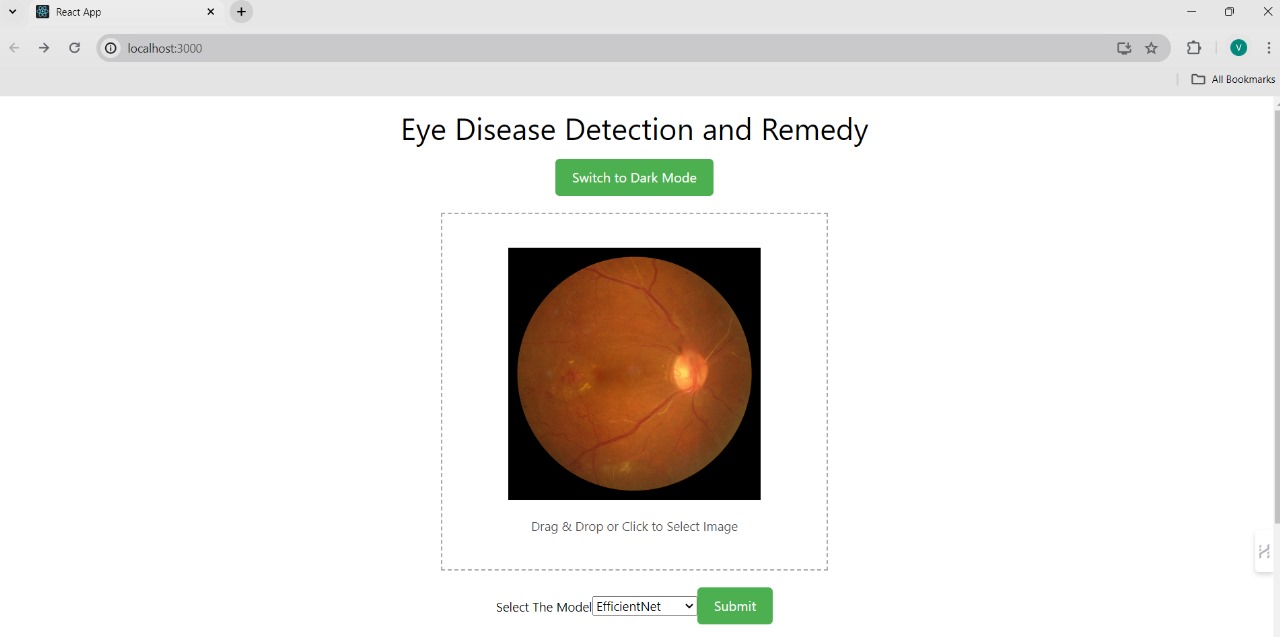 React App
localhost:3000
V
All Bookmarks
Eye Disease Detection and Remedy
Switch to Dark Mode
Drag & Drop or Click to Select Image
Select The Model EfficientNet Submit